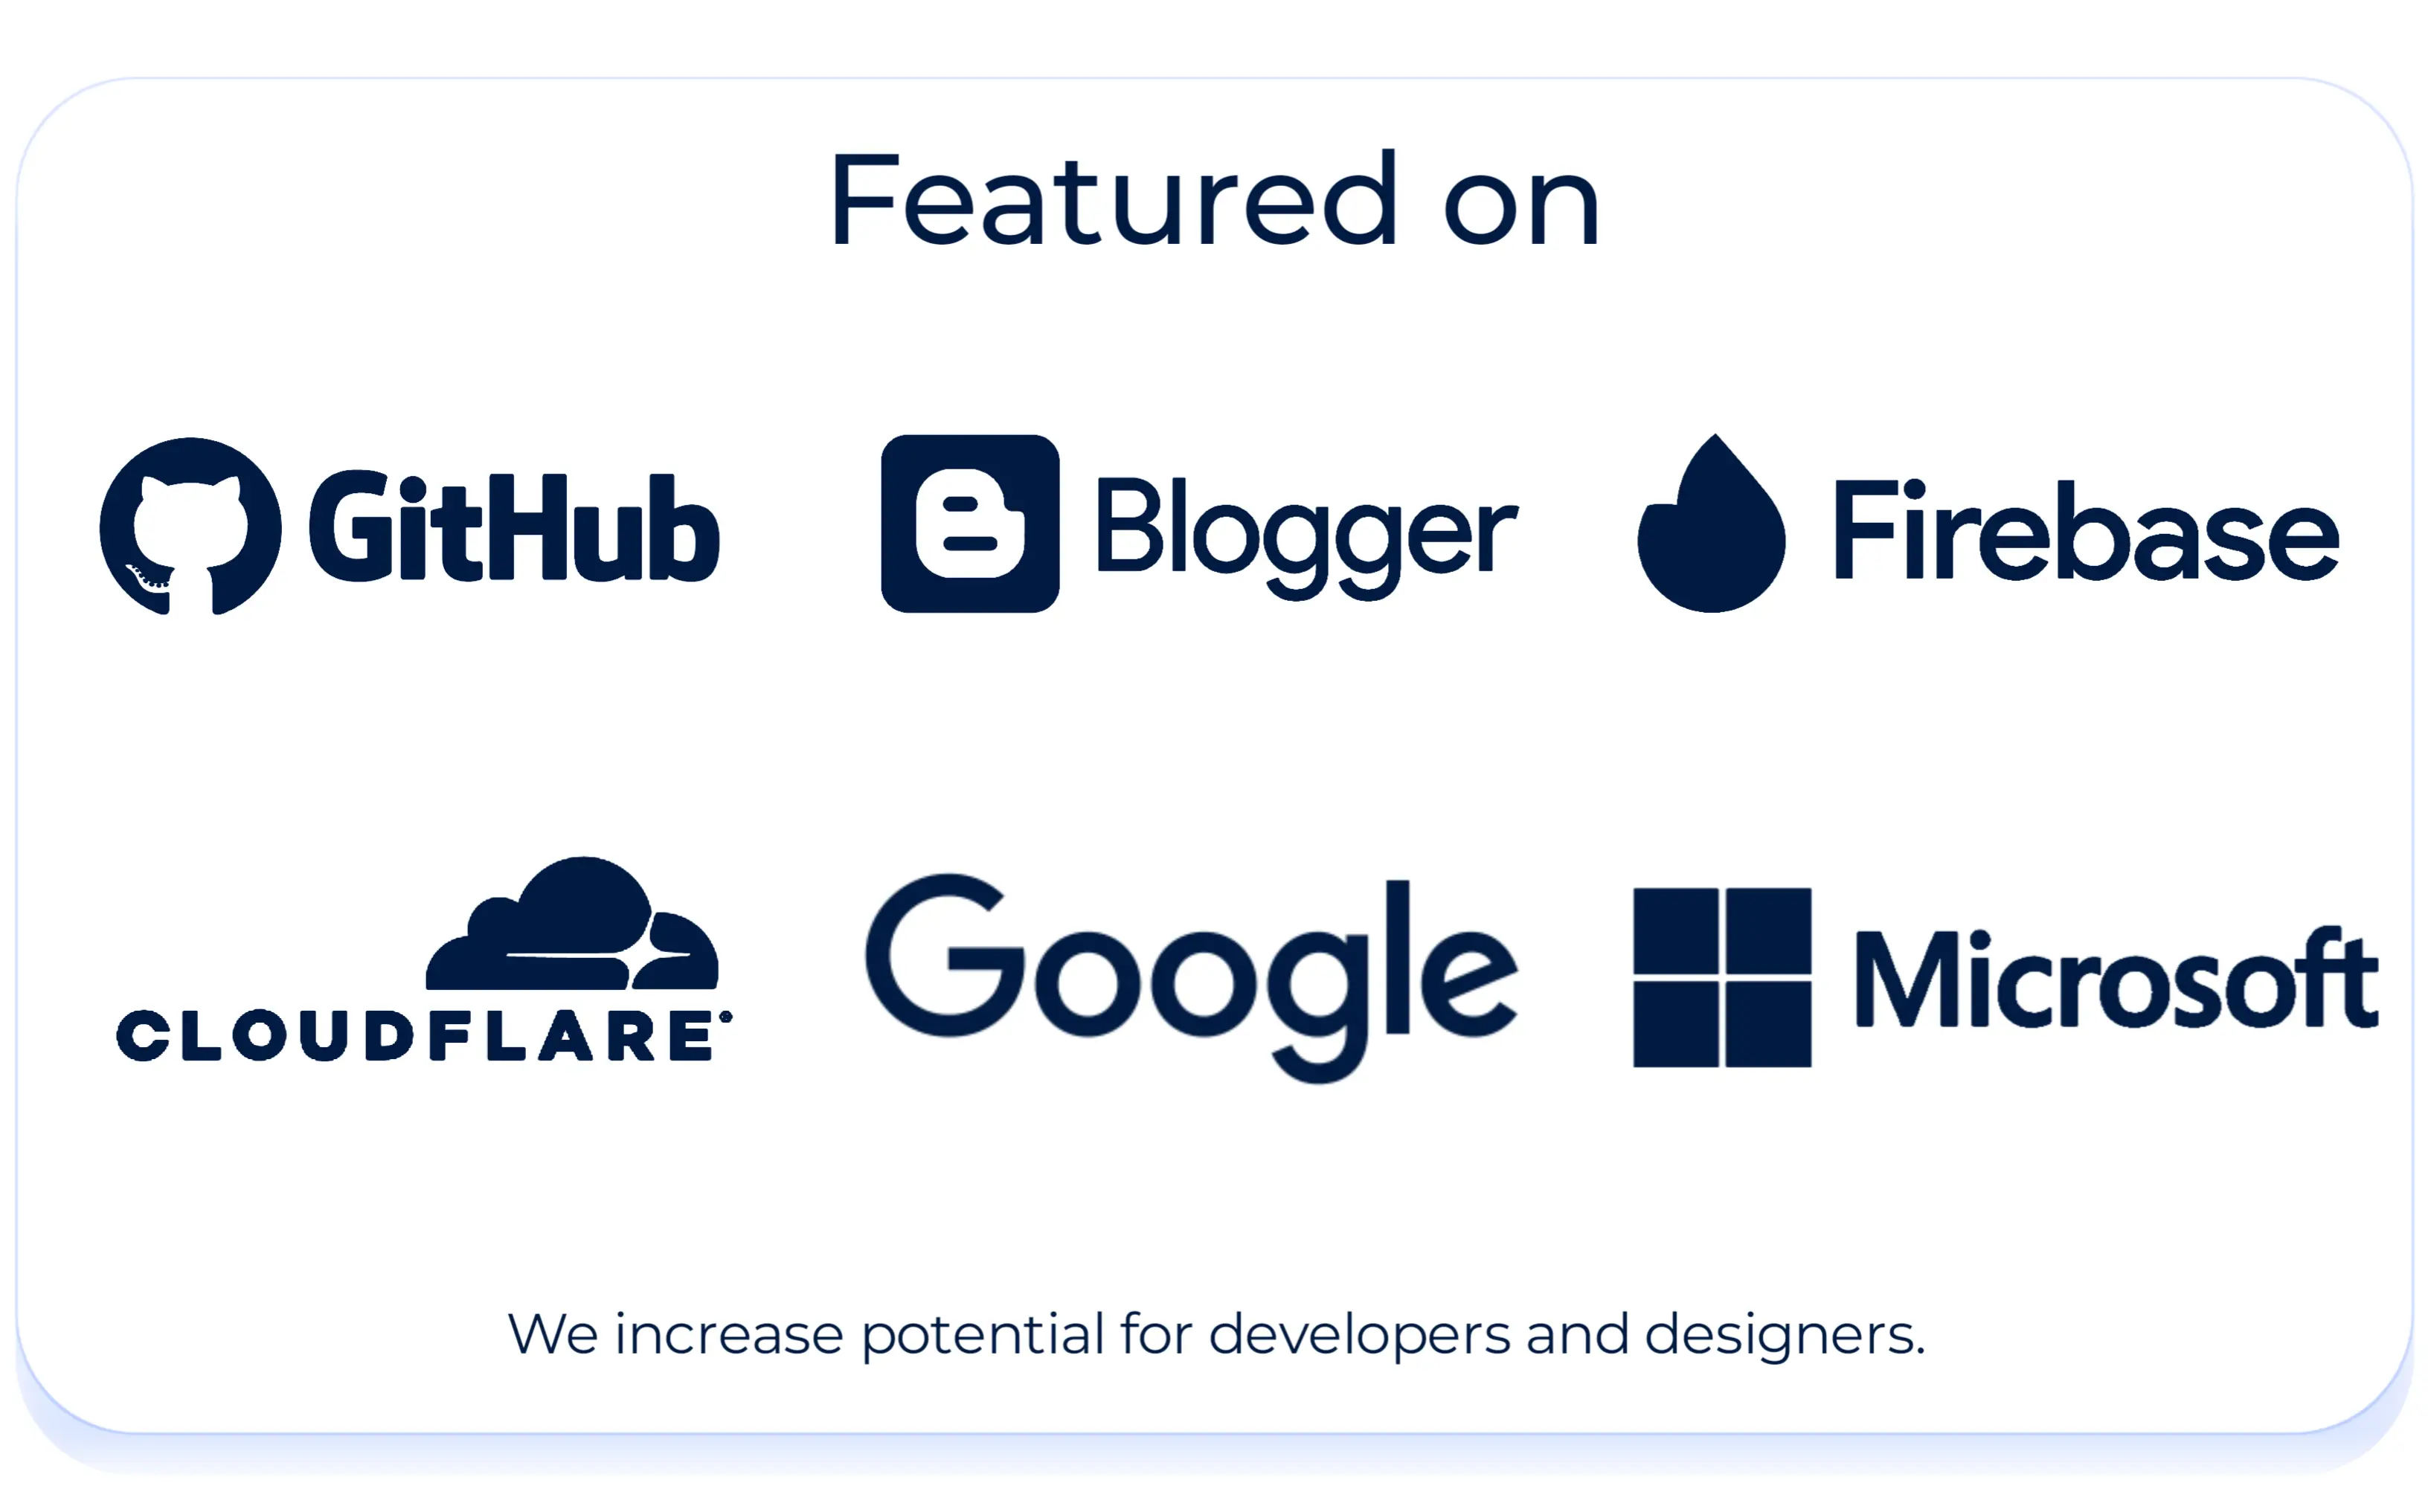 Featured on
GitHub
Blogger
Firebase
CLOUDFLARE
Google
Microsoft
We increase potential for developers and designers.